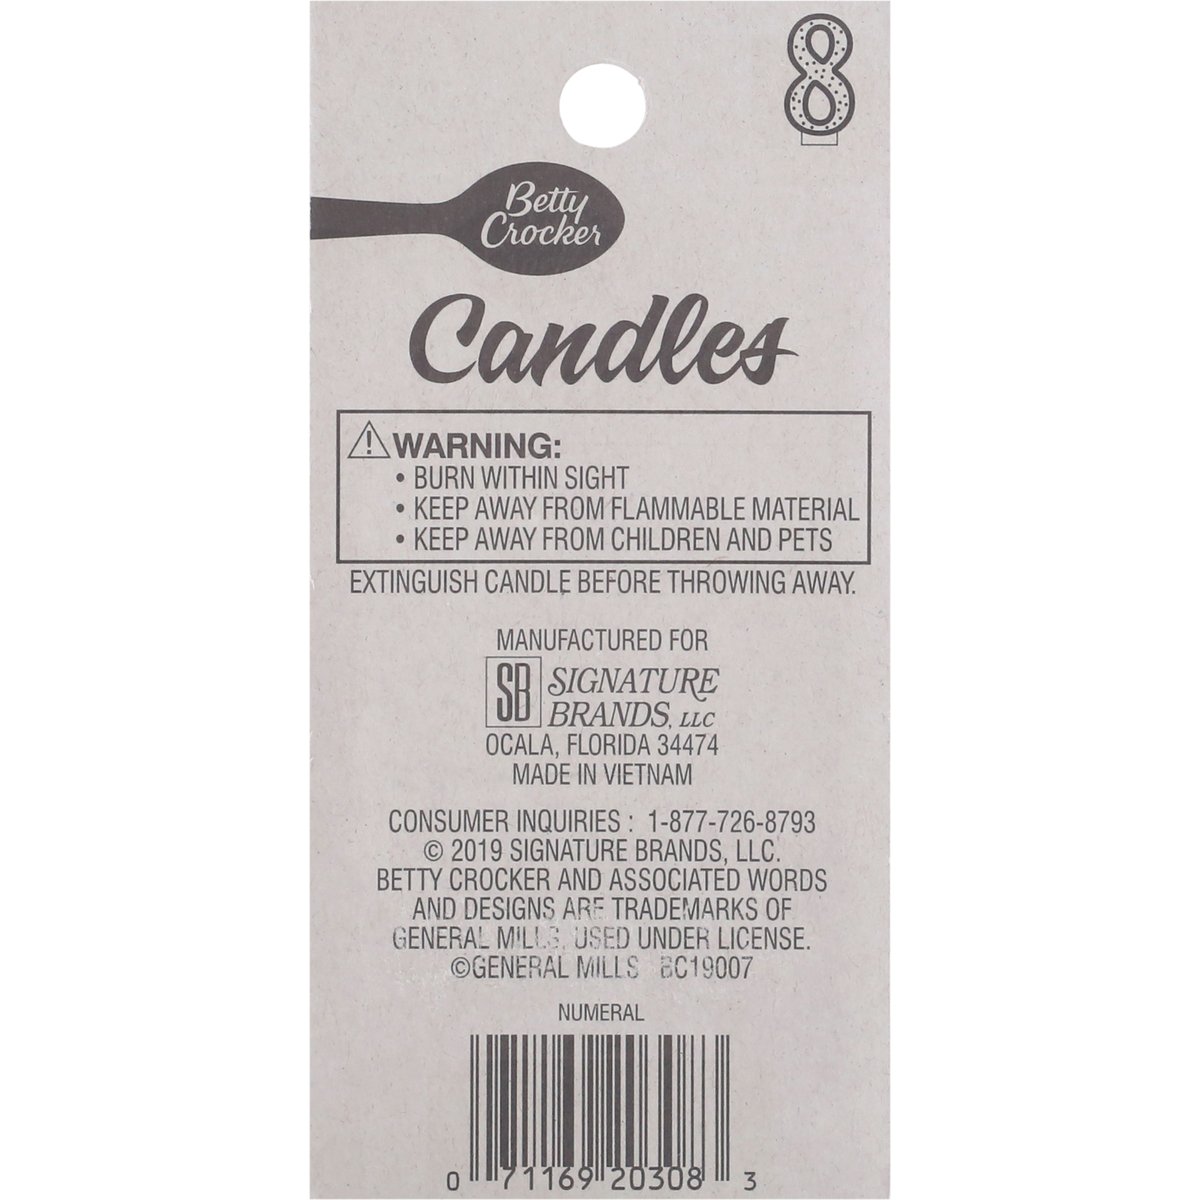 8
Betty
Crocker
Candles
WARNING:
• BURN WITHIN SIGHT
• KEEP AWAY FROM FLAMMABLE MATERIAL
• KEEP AWAY FROM CHILDREN AND PETS
EXTINGUISH CANDLE BEFORE THROWING AWAY.
MANUFACTURED FOR
SB SIGNATURE
BRANDS, LLC
OCALA, FLORIDA 34474
MADE IN VIETNAM
CONSUMER INQUIRIES : 1-877-726-8793
© 2019 SIGNATURE BRANDS, LLC.
BETTY CROCKER AND ASSOCIATED WORDS
AND DESIGNS ARE TRADEMARKS OF
GENERAL MILLS, USED UNDER LICENSE.
©GENERAL MILLS BC19007
NUMERAL
0 71169 20308 3